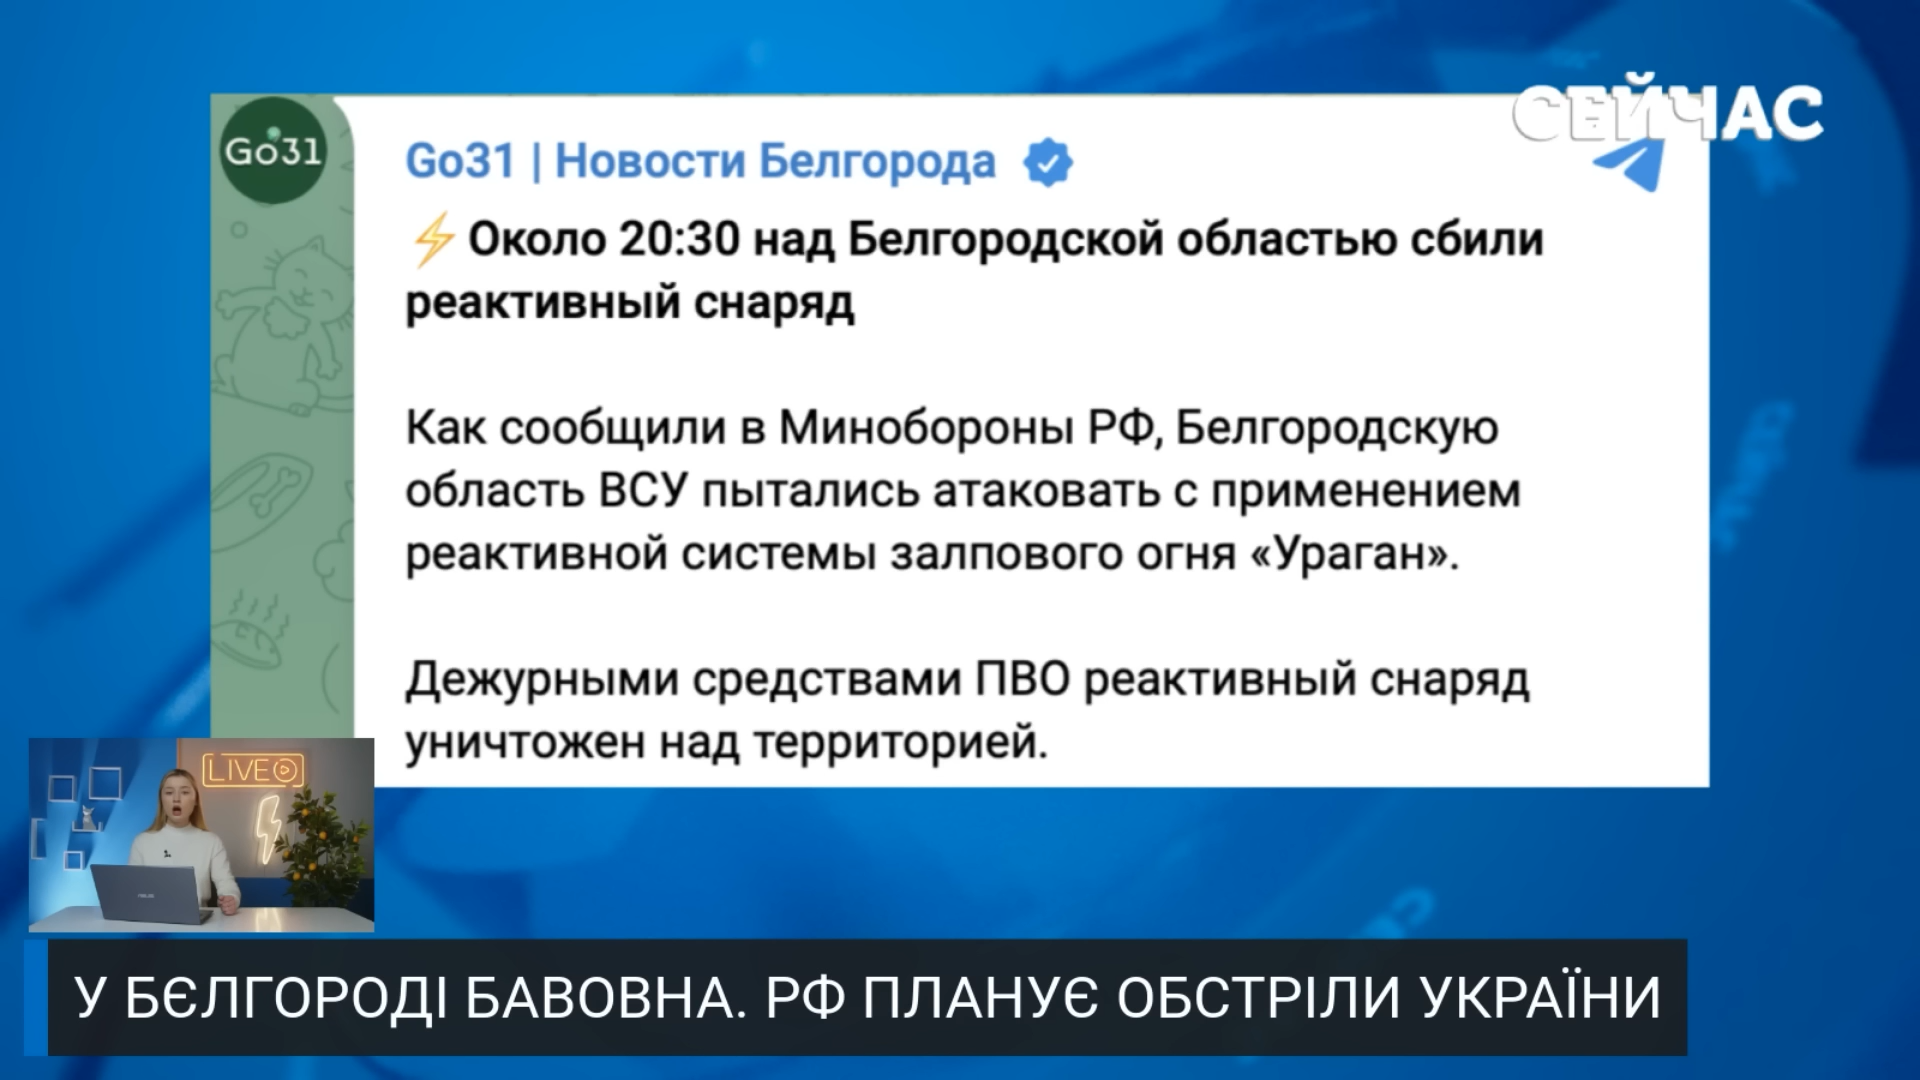 СЕЙЧАС
Go31
Go31 | Новости Белгорода
Около 20:30 над Белгородской областью сбили
реактивный снаряд
Как сообщили в Минобороны РФ, Белгородскую
область ВСУ пытались атаковать с применением
реактивной системы залпового огня «Ураган».
Дежурными средствами ПВО реактивный снаряд
уничтожен над территорией.
LIVE
У БЄЛГОРОДІ БАВОВНА. РФ ПЛАНУЄ ОБСТРІЛИ УКРАЇНИ